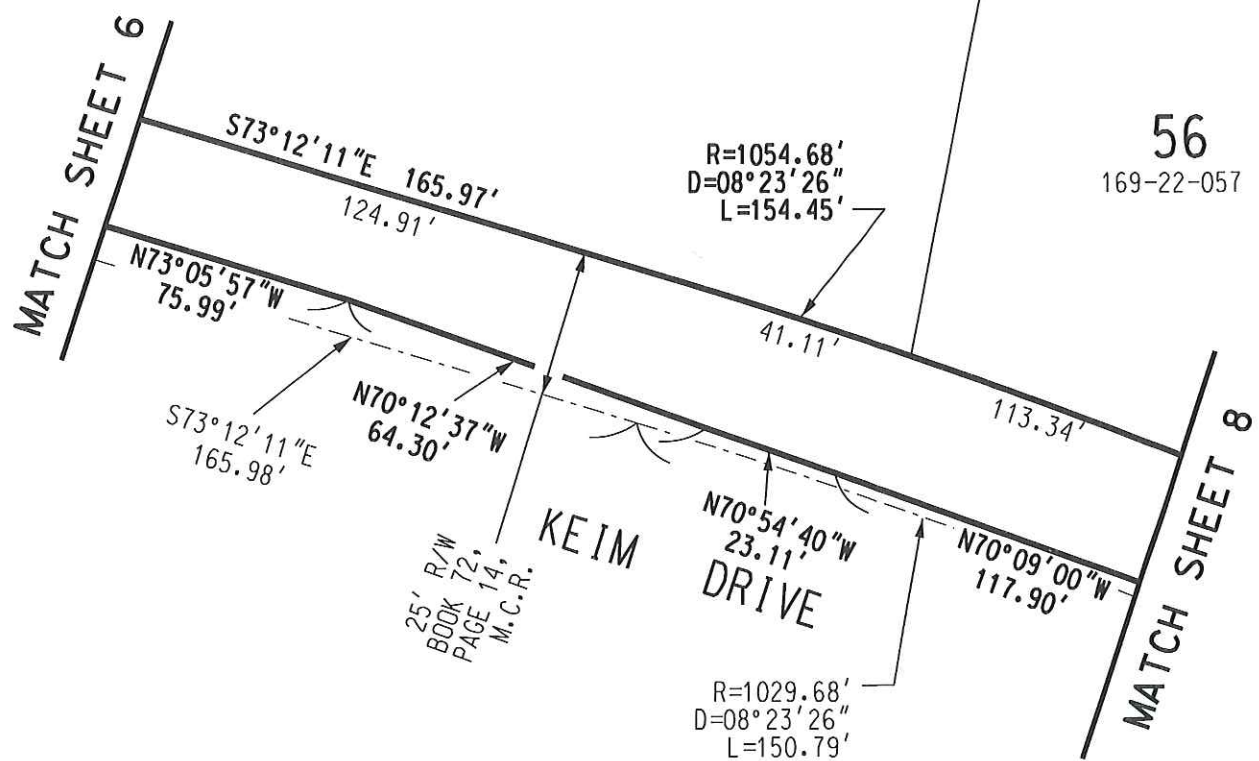 MATCH SHEET 6
S73°12'11"E 165.97'
124.91'
R=1054.68'
D=08°23'26"
L=154.45'
56
169-22-057
N73°05'57"W
75.99'
41.11'
113.34'
S73°12'11"E
165.98'
N70°12'37"W
64.30'
25' R/W
BOOK 72,
PAGE 14,
M.C.R.
KEIM DRIVE
N70°54'40"W
23.11'
N70°09'00"W
117.90'
R=1029.68'
D=08°23'26"
L=150.79'
MATCH SHEET 8